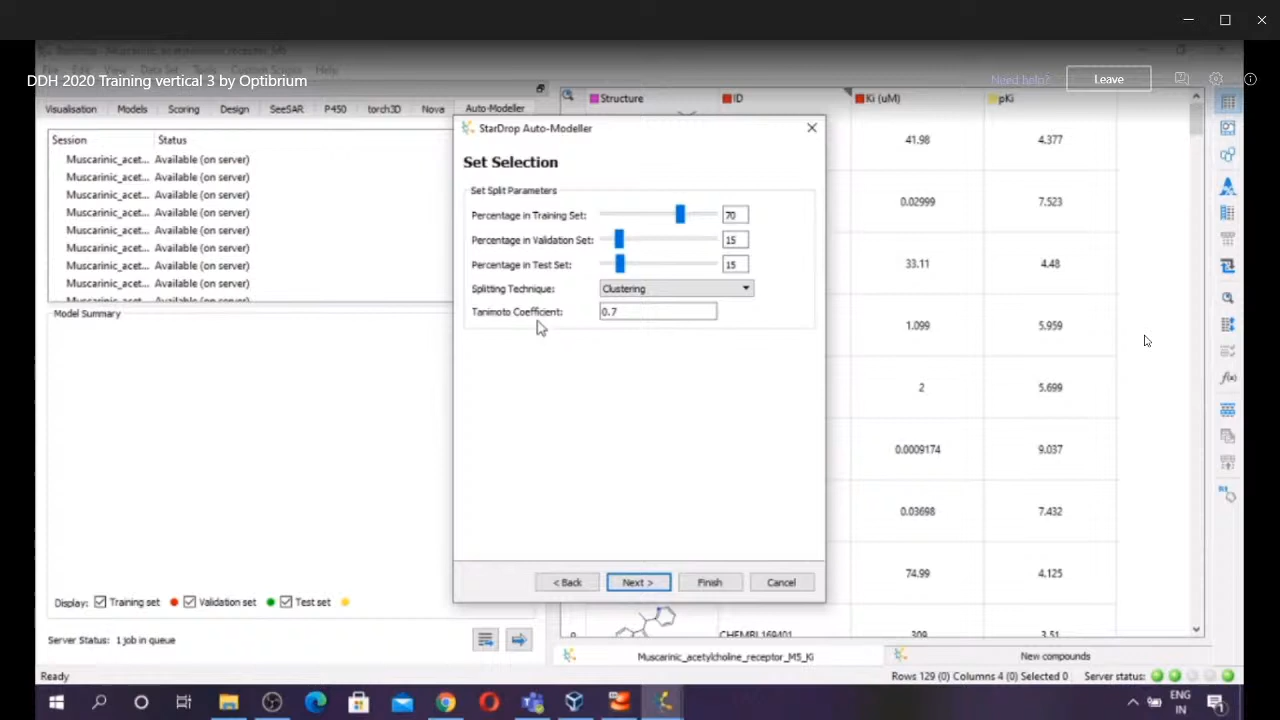 DDH 2020 Training vertical 3 by Optibrium
Need help?
Leave
Visualisation Models Scoring Design SeeSAR P450 torch3D Nova Auto-Modeller
Structure ID Ki (uM) pKi
Session Status
Muscarinic_acet... Available (on server)
Muscarinic_acet... Available (on server)
Muscarinic_acet... Available (on server)
Muscarinic_acet... Available (on server)
Muscarinic_acet... Available (on server)
Muscarinic_acet... Available (on server)
Muscarinic_acet... Available (on server)
Muscarinic_acet... Available (on server)
Muscarinic_acet... Available (on server)
Model Summary
StarDrop Auto-Modeller
Set Selection
Set Split Parameters
Percentage in Training Set: 70
Percentage in Validation Set: 15
Percentage in Test Set: 15
Splitting Technique: Clustering
Tanimoto Coefficient: 0.7
< Back Next > Finish Cancel
41.98 4.377
0.02999 7.523
33.11 4.48
1.099 5.959
2 5.699
0.0009174 9.037
0.03698 7.432
74.99 4.125
CHEMBL169401 309 3.51
Display: Training set Validation set Test set
Server Status: 1 job in queue
Muscarinic_acetylcholine_receptor_M5_Ki New compounds
Ready
Rows 129 (0) Columns 4 (0) Selected 0 Server status:
ENG
IN